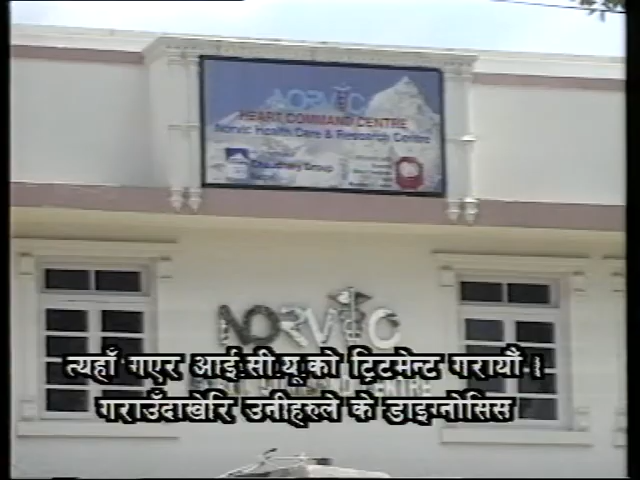 NORVIC
HEART COMMAND CENTRE
Norvic Health Care & Research Centre
Chaudhary Group
NORVIC
त्यहाँ गएर आई.सी.यू.को ट्रिटमेन्ट गरायौं ।
CENTRE
गराउँदाखेरि उनीहरुले के डाइग्नोसिस